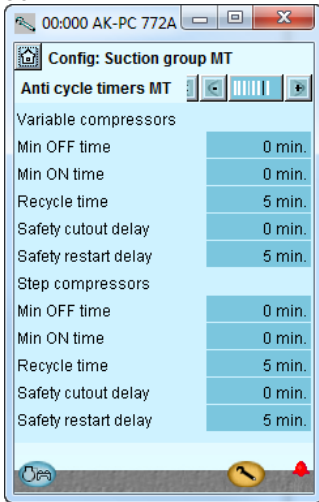 00:000 AK-PC 772A
Config: Suction group MT
Anti cycle timers MT
Variable compressors
Min OFF time 0 min.
Min ON time 0 min.
Recycle time 5 min.
Safety cutout delay 0 min.
Safety restart delay 5 min.
Step compressors
Min OFF time 0 min.
Min ON time 0 min.
Recycle time 5 min.
Safety cutout delay 0 min.
Safety restart delay 5 min.